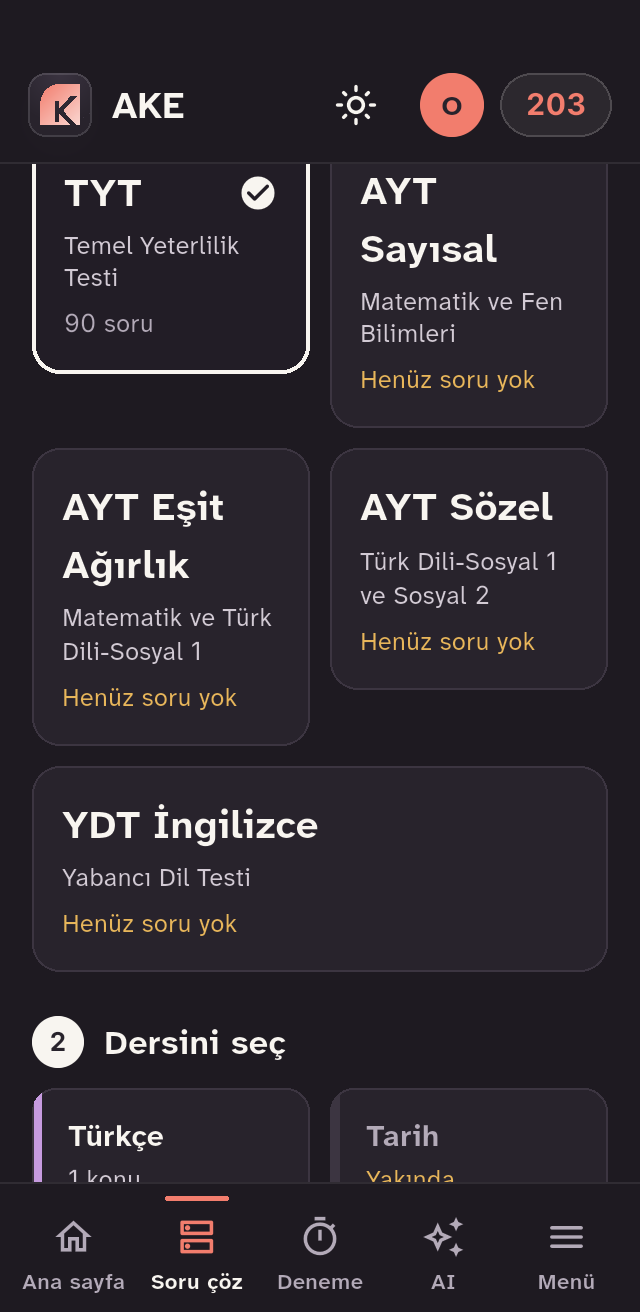 AKE
O
203
TYT
Temel Yeterlilik
Testi
90 soru
AYT
Sayısal
Matematik ve Fen
Bilimleri
Henüz soru yok
AYT Eşit
Ağırlık
Matematik ve Türk
Dili-Sosyal 1
Henüz soru yok
AYT Sözel
Türk Dili-Sosyal 1
ve Sosyal 2
Henüz soru yok
YDT İngilizce
Yabancı Dil Testi
Henüz soru yok
2 Dersini seç
Türkçe
1 konu
Tarih
Yakında
Ana sayfa
Soru çöz
Deneme
AI
Menü